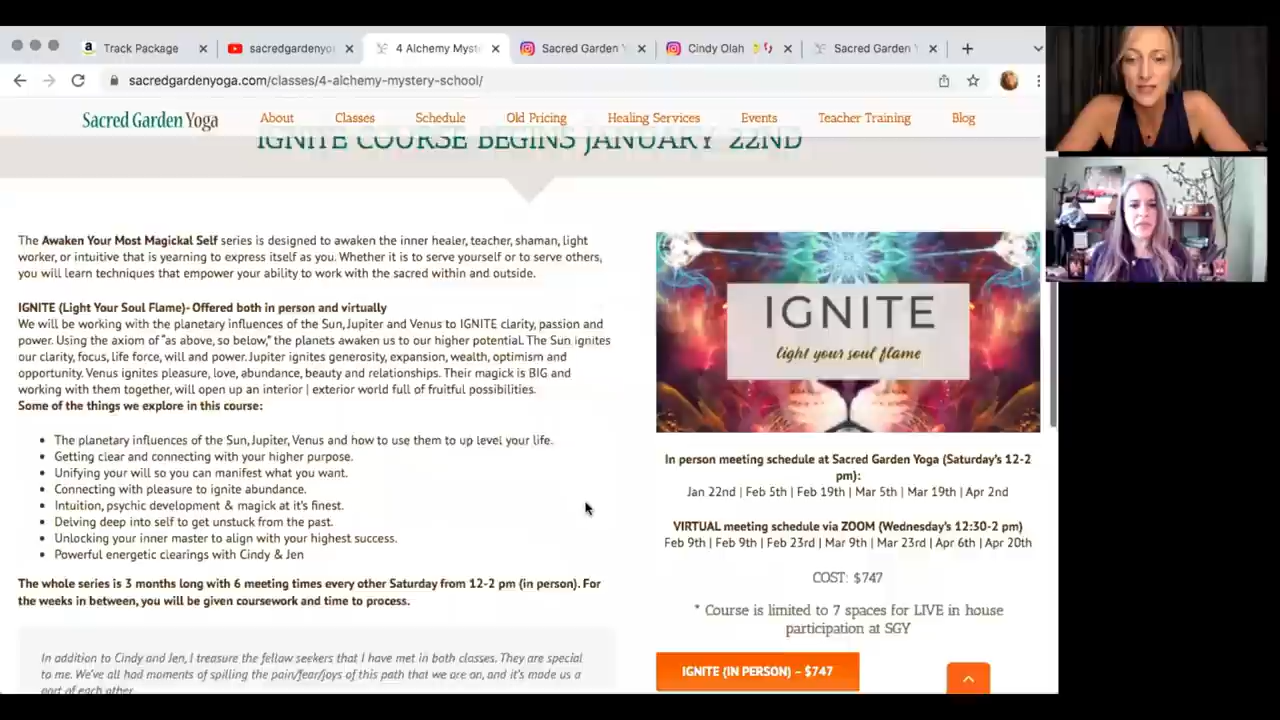 Track Package
sacredgardenyo
4 Alchemy Myst
Sacred Garden Y
Cindy Olah
Sacred Garden Y
sacredgardenyoga.com/classes/4-alchemy-mystery-school/
Sacred Garden Yoga
About
Classes
Schedule
Old Pricing
Healing Services
Events
Teacher Training
Blog
IGNITE COURSE BEGINS JANUARY 22ND
The Awaken Your Most Magickal Self series is designed to awaken the inner healer, teacher, shaman, light
worker, or intuitive that is yearning to express itself as you. Whether it is to serve yourself or to serve others,
you will learn techniques that empower your ability to work with the sacred within and outside.
IGNITE (Light Your Soul Flame)- Offered both in person and virtually
We will be working with the planetary influences of the Sun, Jupiter and Venus to IGNITE clarity, passion and
power. Using the axiom of "as above, so below," the planets awaken us to our higher potential. The Sun ignites
our clarity, focus, life force, will and power. Jupiter ignites generosity, expansion, wealth, optimism and
opportunity. Venus ignites pleasure, love, abundance, beauty and relationships. Their magick is BIG and
working with them together, will open up an interior | exterior world full of fruitful possibilities.
Some of the things we explore in this course:
• The planetary influences of the Sun, Jupiter, Venus and how to use them to up level your life.
• Getting clear and connecting with your higher purpose.
• Unifying your will so you can manifest what you want.
• Connecting with pleasure to ignite abundance.
• Intuition, psychic development & magick at it's finest.
• Delving deep into self to get unstuck from the past.
• Unlocking your inner master to align with your highest success.
• Powerful energetic clearings with Cindy & Jen
The whole series is 3 months long with 6 meeting times every other Saturday from 12-2 pm (in person). For
the weeks in between, you will be given coursework and time to process.
In addition to Cindy and Jen, I treasure the fellow seekers that I have met in both classes. They are special
to me. We've all had moments of spilling the pain/fear/joys of this path that we are on, and it's made us a
part of each other
IGNITE
light your soul flame
In person meeting schedule at Sacred Garden Yoga (Saturday's 12-2
pm):
Jan 22nd | Feb 5th | Feb 19th | Mar 5th | Mar 19th | Apr 2nd
VIRTUAL meeting schedule via ZOOM (Wednesday's 12:30-2 pm)
Feb 9th | Feb 9th | Feb 23rd | Mar 9th | Mar 23rd | Apr 6th | Apr 20th
COST: $747
* Course is limited to 7 spaces for LIVE in house
participation at SGY
IGNITE (IN PERSON) – $747